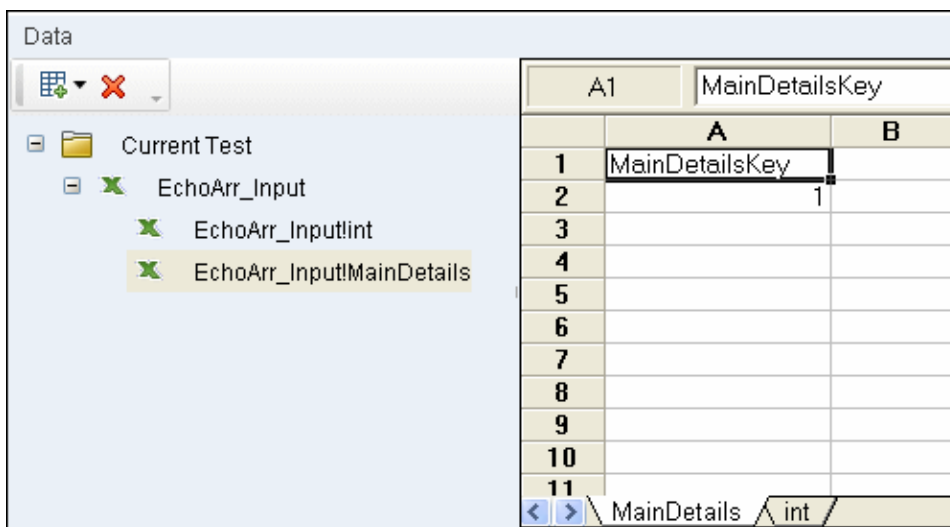 Data
Current Test
EchoArr_Input
EchoArr_Input!int
EchoArr_Input!MainDetails
A1 MainDetailsKey
A B
1 MainDetailsKey
2 1
3
4
5
6
7
8
9
10
11
MainDetails int